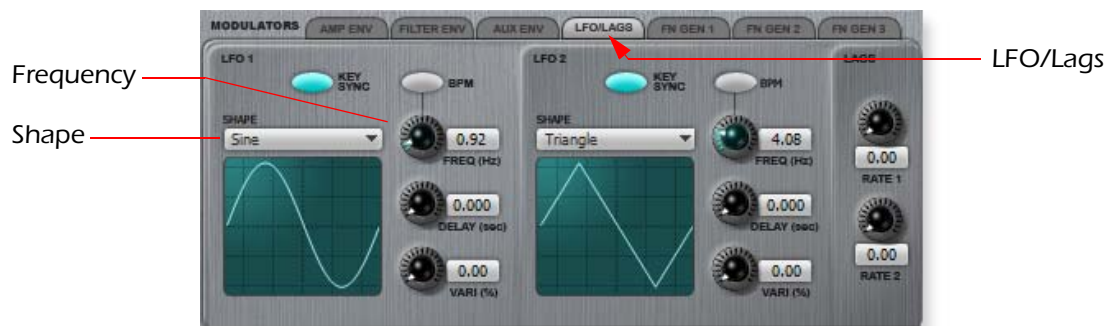 MODULATORS AMP ENV FILTER ENV AUX ENV LFO/LAGS FN GEN 1 FN GEN 2 FN GEN 3
LFO/Lags
Frequency
Shape
LFO 1
KEY SYNC
BPM
SHAPE
Sine
0.92
FREQ (Hz)
0.000
DELAY (sec)
0.00
VARI (%)
LFO 2
KEY SYNC
BPM
SHAPE
Triangle
4.08
FREQ (Hz)
0.000
DELAY (sec)
0.00
VARI (%)
LAGS
0.00
RATE 1
0.00
RATE 2